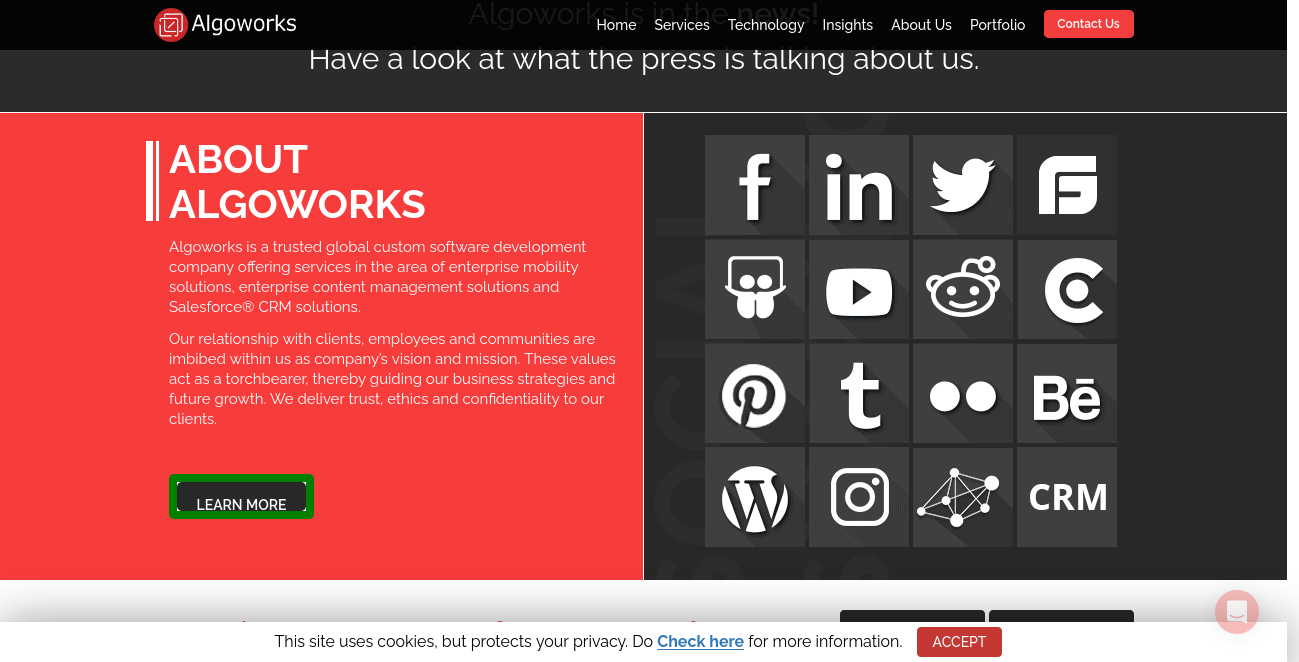 Algoworks is in the news!
Algoworks
Home Services Technology Insights About Us Portfolio Contact Us
Have a look at what the press is talking about us.
ABOUT
ALGOWORKS
Algoworks is a trusted global custom software development
company offering services in the area of enterprise mobility
solutions, enterprise content management solutions and
Salesforce® CRM solutions.
Our relationship with clients, employees and communities are
imbibed within us as company's vision and mission. These values
act as a torchbearer, thereby guiding our business strategies and
future growth. We deliver trust, ethics and confidentiality to our
clients.
LEARN MORE
f in
t Bē
CRM
This site uses cookies, but protects your privacy. Do Check here for more information. ACCEPT